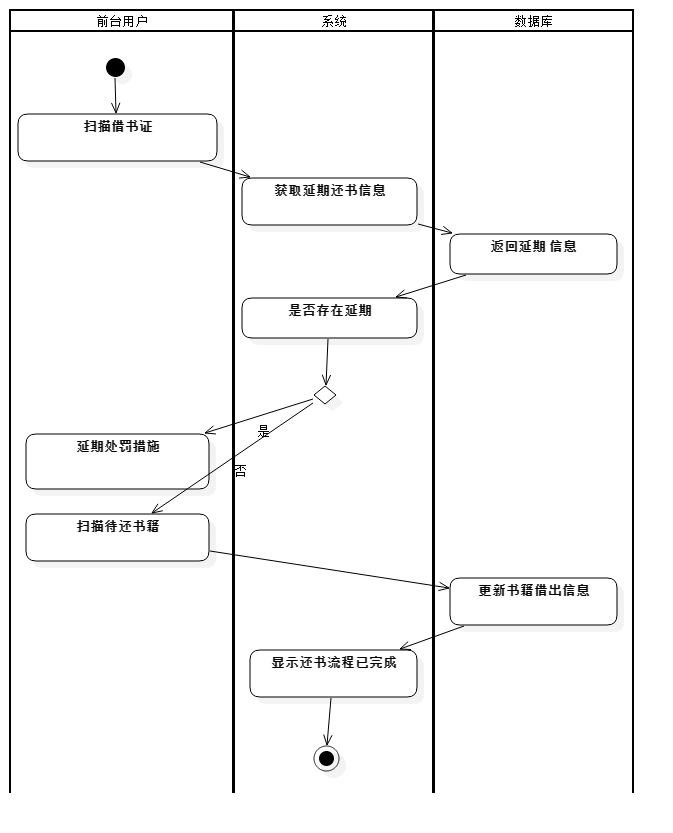 前台用户
系统
数据库
扫描借书证
获取延期还书信息
返回延期 信息
是否存在延期
是
延期处罚措施
否
扫描待还书籍
更新书籍借出信息
显示还书流程已完成